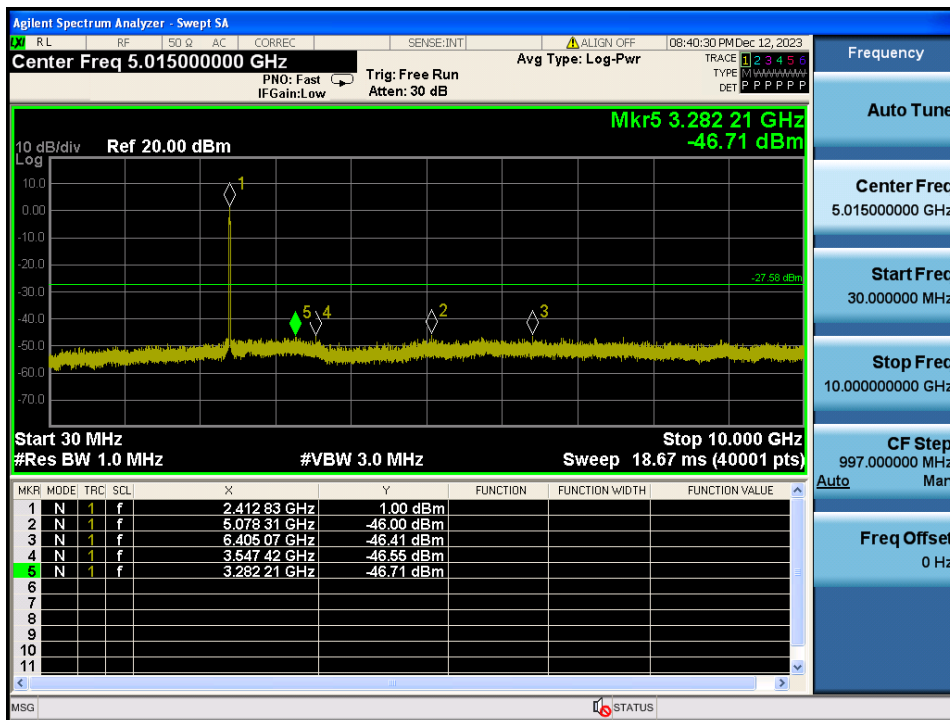 Agilent Spectrum Analyzer - Swept SA
LXI RL RF 50 Ω AC CORREC SENSE:INT ALIGN OFF 08:40:30 PM Dec 12, 2023
Center Freq 5.015000000 GHz
PNO: Fast
IFGain:Low
Trig: Free Run
Atten: 30 dB
Avg Type: Log-Pwr
TRACE 1 2 3 4 5 6
TYPE M
DET P P P P P P
Frequency
Auto Tune
Center Freq
5.015000000 GHz
Start Freq
30.000000 MHz
Stop Freq
10.000000000 GHz
CF Step
997.000000 MHz
Auto Man
Freq Offset
0 Hz
Mkr5 3.282 21 GHz
-46.71 dBm
10 dB/div Ref 20.00 dBm
Log
10.0
0.00
-10.0
-20.0
-30.0
-40.0
-50.0
-60.0
-70.0
1
-27.58 dBm
5 4 2 3
Start 30 MHz Stop 10.000 GHz
#Res BW 1.0 MHz #VBW 3.0 MHz Sweep 18.67 ms (40001 pts)
MKR MODE TRC SCL X Y FUNCTION FUNCTION WIDTH FUNCTION VALUE
1 N 1 f 2.412 83 GHz 1.00 dBm
2 N 1 f 5.078 31 GHz -46.00 dBm
3 N 1 f 6.405 07 GHz -46.41 dBm
4 N 1 f 3.547 42 GHz -46.55 dBm
5 N 1 f 3.282 21 GHz -46.71 dBm
6
7
8
9
10
11
MSG STATUS